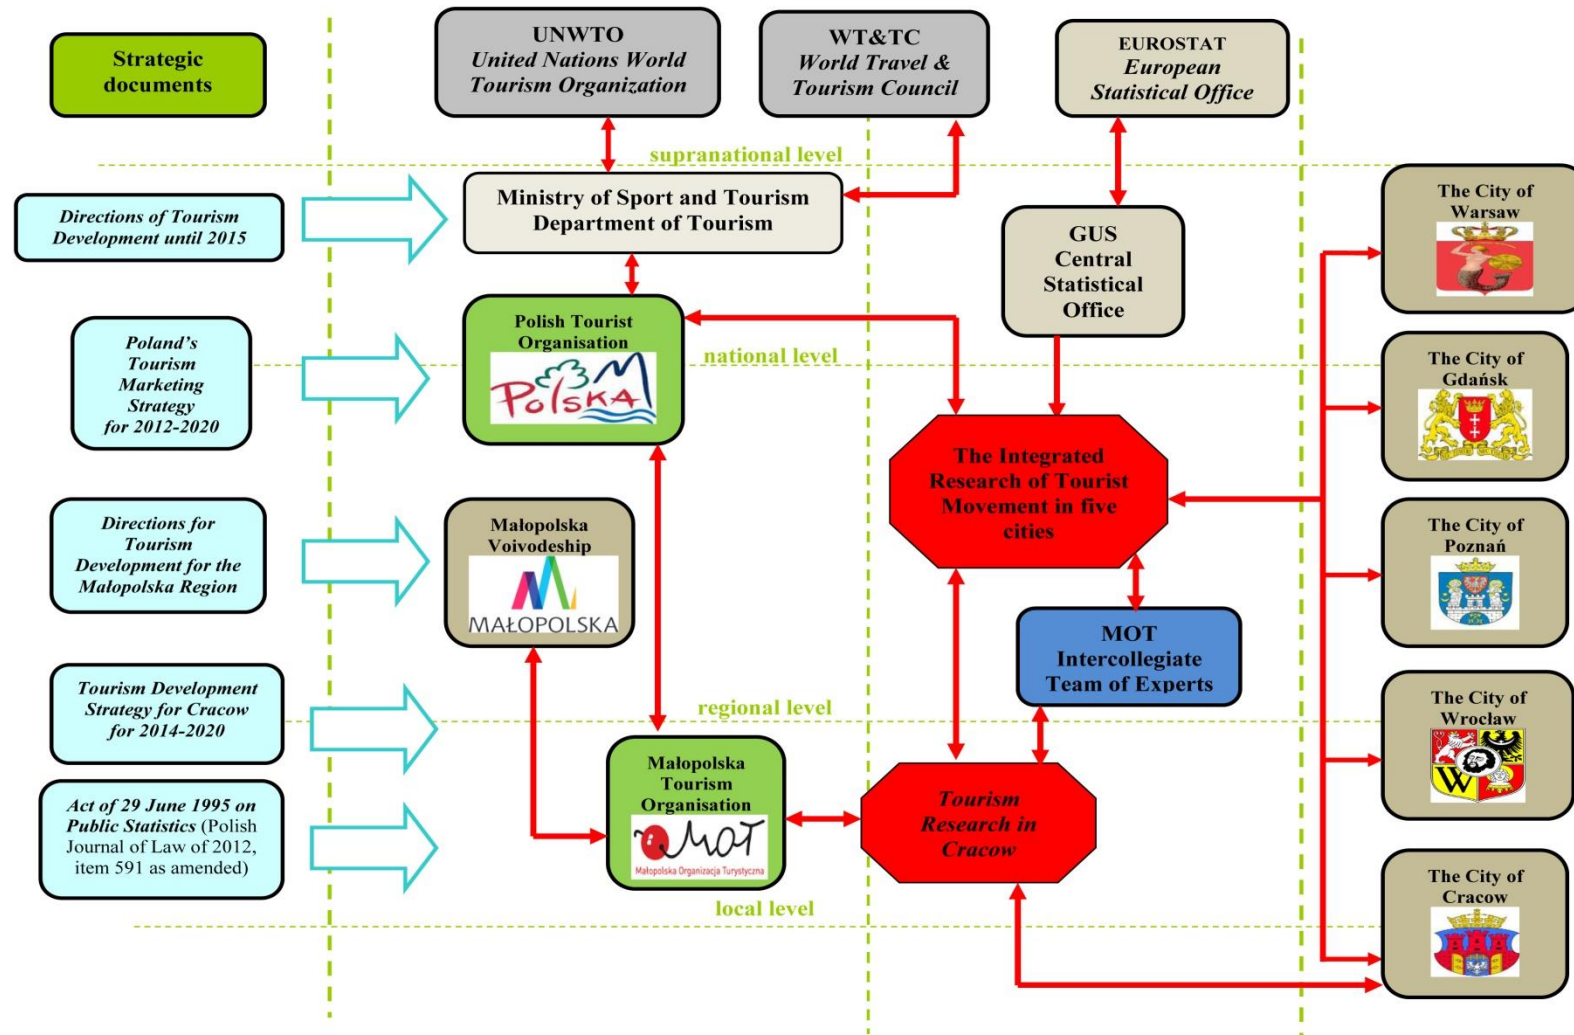 Strategic
documents
UNWTO
United Nations World
Tourism Organization
WT&TC
World Travel &
Tourism Council
EUROSTAT
European
Statistical Office
supranational level
Directions of Tourism
Development until 2015
Ministry of Sport and Tourism
Department of Tourism
GUS
Central
Statistical
Office
The City of
Warsaw
Poland's
Tourism
Marketing
Strategy
for 2012-2020
Polish Tourist
Organisation
POLSKA
national level
The City of
Gdańsk
The Integrated
Research of Tourist
Movement in five
cities
Directions for
Tourism
Development for the
Małopolska Region
Małopolska
Voivodeship
MAŁOPOLSKA
The City of
Poznań
MOT
Intercollegiate
Team of Experts
Tourism Development
Strategy for Cracow
for 2014-2020
regional level
The City of
Wrocław
W
Act of 29 June 1995 on
Public Statistics (Polish
Journal of Law of 2012,
item 591 as amended)
Małopolska
Tourism
Organisation
MOT
Małopolska Organizacja Turystyczna
Tourism
Research in
Cracow
The City of
Cracow
local level